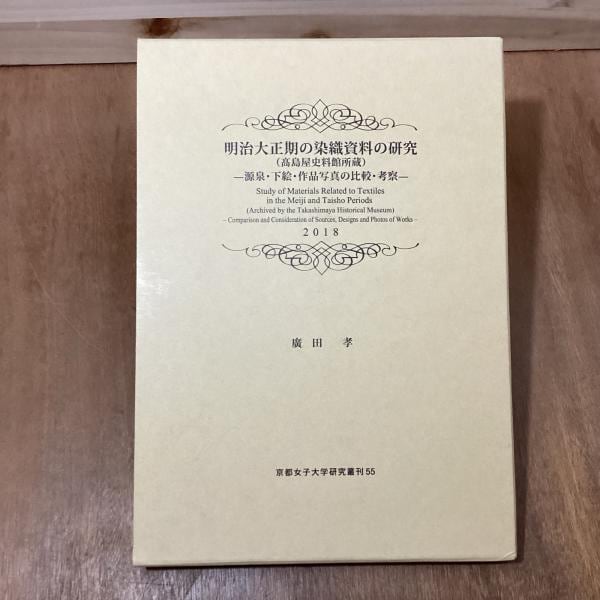 明治大正期の染織資料の研究
（髙島屋史料館所蔵）
―源泉・下絵・作品写真の比較・考察―
Study of Materials Related to Textiles
in the Meiji and Taisho Periods
(Archived by the Takashimaya Historical Museum)
– Comparison and Consideration of Sources, Designs and Photos of Works –
2018
廣田 孝
京都女子大学研究叢刊 55